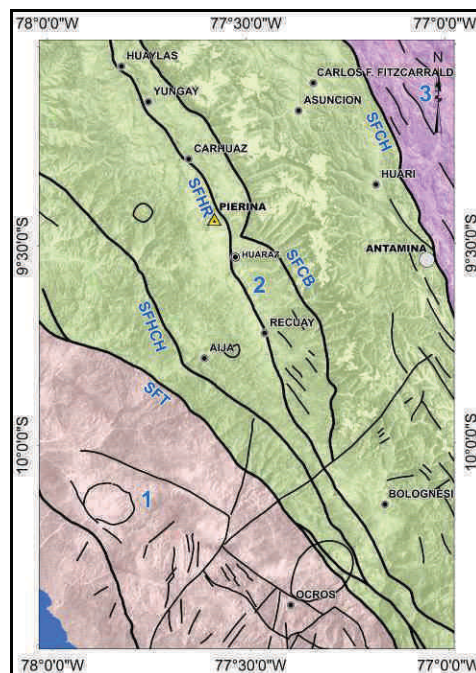 78°0'0"W 77°30'0"W 77°0'0"W
HUAYLAS
N
CARLOS F. FITZCARRALD
YUNGAY
3
ASUNCION
SFCH
CARHUAZ
HUARI
SFHR
PIERINA
9°30'0"S
ANTAMINA
9°30'0"S
HUARAZ
SFCB
2
SFHCH
RECUAY
AIJA
SFT
10°0'0"S
10°0'0"S
1
BOLOGNESI
OCROS
78°0'0"W 77°30'0"W 77°0'0"W